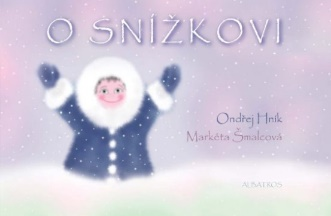 O SNÍŽKOVI
Ondřej Hník
Markéta Šmalcová
ALBATROS